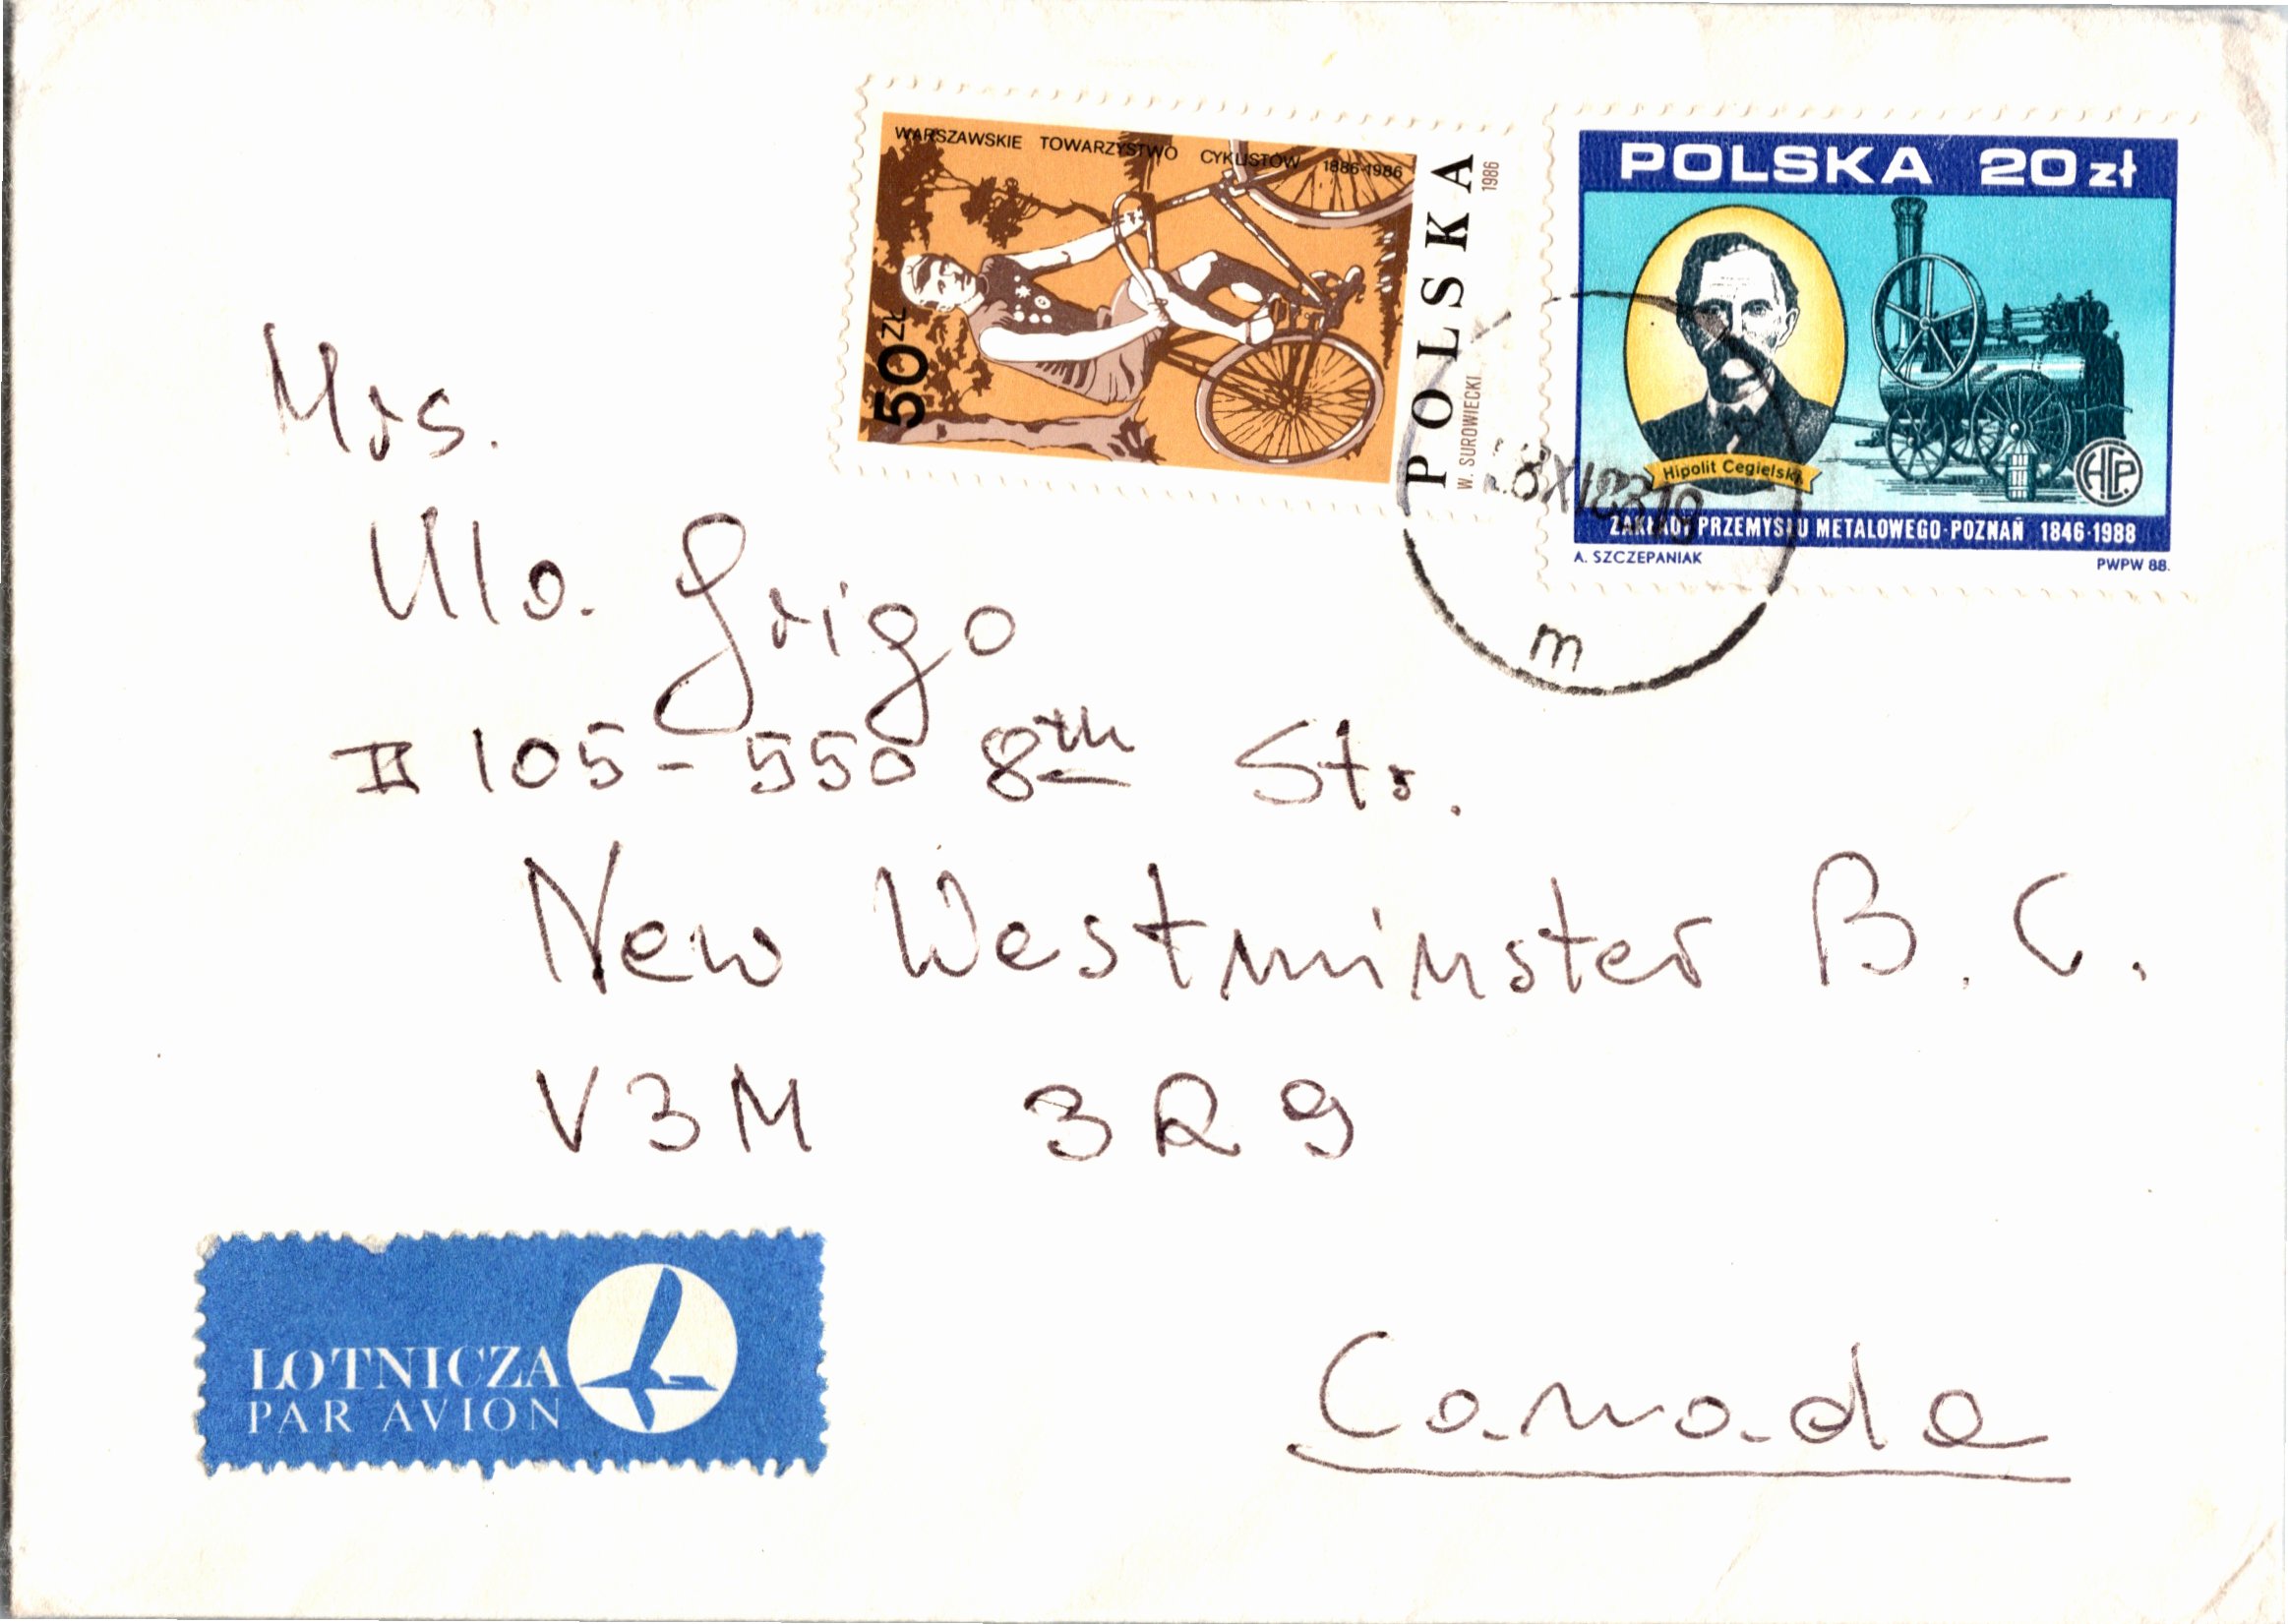 WARSZAWSKIE TOWARZYSTWO CYKLISTÓW 1886-1986
50 ZŁ
POLSKA
1986
W. SUROWIECKI
POLSKA 20 zł
Hipolit Cegielski
HCP
ZAKŁADY PRZEMYSŁU METALOWEGO·POZNAŃ 1846·1988
A. SZCZEPANIAK
PWPW 88.
m
Mrs.
Ula. Grigo
105-550 8th Str.
New Westminster B. C.
V3M 3R9
LOTNICZA
PAR AVION
Canada